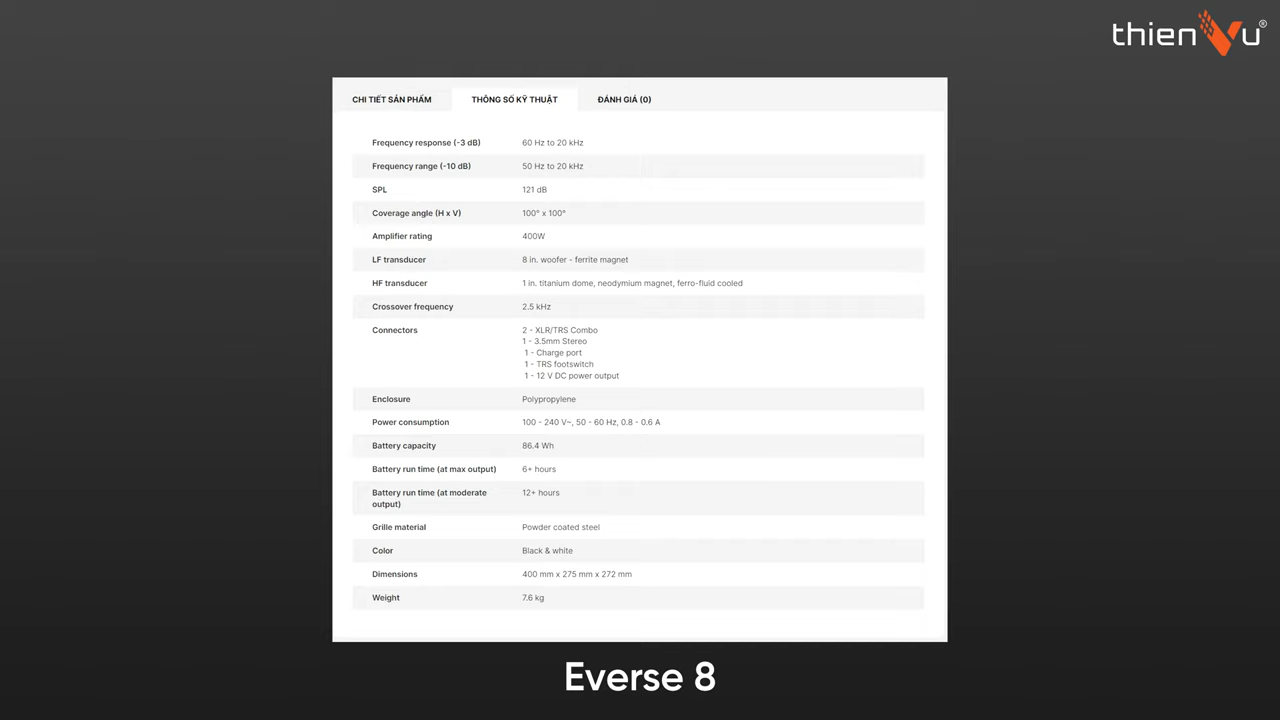 thienVu®
CHI TIẾT SẢN PHẨM THÔNG SỐ KỸ THUẬT ĐÁNH GIÁ (0)
Frequency response (-3 dB) 60 Hz to 20 kHz
Frequency range (-10 dB) 50 Hz to 20 kHz
SPL 121 dB
Coverage angle (H x V) 100° x 100°
Amplifier rating 400W
LF transducer 8 in. woofer - ferrite magnet
HF transducer 1 in. titanium dome, neodymium magnet, ferro-fluid cooled
Crossover frequency 2.5 kHz
Connectors 2 - XLR/TRS Combo
1 - 3.5mm Stereo
1 - Charge port
1 - TRS footswitch
1 - 12 V DC power output
Enclosure Polypropylene
Power consumption 100 - 240 V~, 50 - 60 Hz, 0.8 - 0.6 A
Battery capacity 86.4 Wh
Battery run time (at max output) 6+ hours
Battery run time (at moderate 12+ hours
output)
Grille material Powder coated steel
Color Black & white
Dimensions 400 mm x 275 mm x 272 mm
Weight 7.6 kg
Everse 8